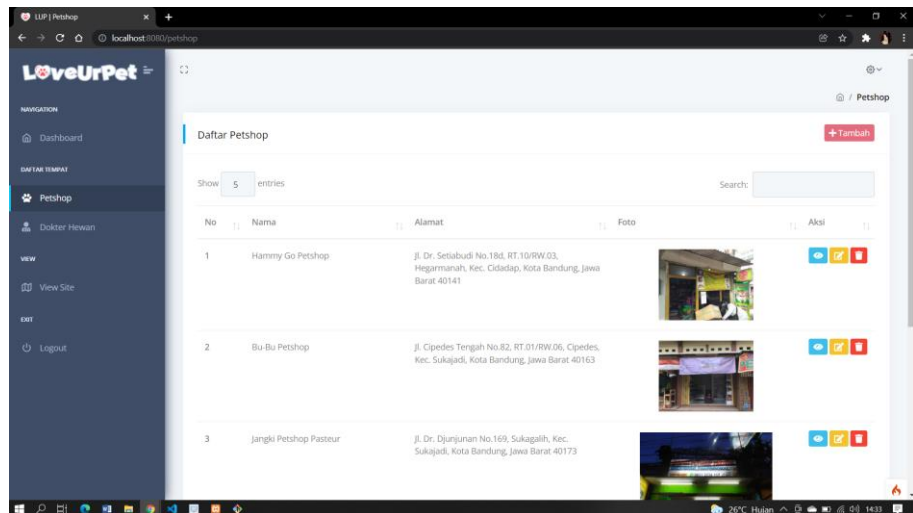 LUP | Petshop
localhost:8080/petshop
LoveUrPet
/ Petshop
NAVIGATION
Dashboard
DAFTAR TEMPAT
Petshop
Dokter Hewan
VIEW
View Site
EXIT
Logout
Daftar Petshop
+ Tambah
Show 5 entries
Search:
No Nama Alamat Foto Aksi
1 Hammy Go Petshop Jl. Dr. Setiabudi No.18d, RT.10/RW.03,
Hegarmanah, Kec. Cidadap, Kota Bandung, Jawa
Barat 40141
2 Bu-Bu Petshop Jl. Cipedes Tengah No.82, RT.01/RW.06, Cipedes,
Kec. Sukajadi, Kota Bandung, Jawa Barat 40163
3 Jangki Petshop Pasteur Jl. Dr. Djunjunan No.169, Sukagalih, Kec.
Sukajadi, Kota Bandung, Jawa Barat 40173
26°C Hujan 1433